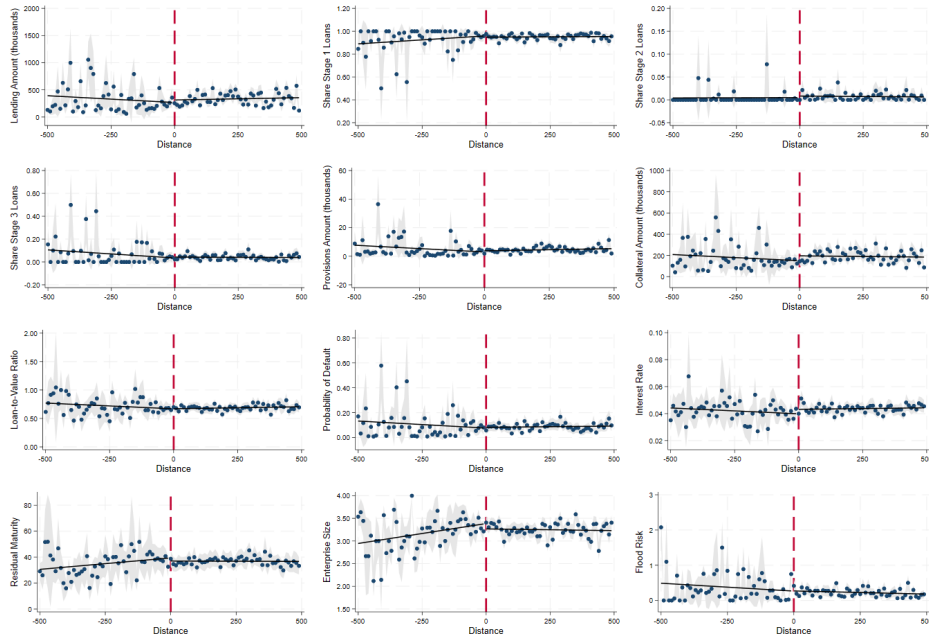 Lending Amount (thousands)
2000
1500
1000
500
0
-500 -250 0 250 500
Distance
Share Stage 1 Loans
1.20
1.00
0.80
0.60
0.40
0.20
-500 -250 0 250 500
Distance
Share Stage 2 Loans
0.20
0.15
0.10
0.05
0.00
-0.05
-500 -250 0 250 50
Distance
Share Stage 3 Loans
0.80
0.60
0.40
0.20
0.00
-0.20
-500 -250 0 250 500
Distance
Provisions Amount (thousands)
60
40
20
0
-20
-500 -250 0 250 500
Distance
Collateral Amount (thousands)
1000
800
600
400
200
0
-500 -250 0 250 500
Distance
Loan-to-Value Ratio
2.00
1.50
1.00
0.50
0.00
-500 -250 0 250 500
Distance
Probability of Default
0.80
0.60
0.40
0.20
0.00
-500 -250 0 250 500
Distance
Interest Rate
0.10
0.08
0.06
0.04
0.02
-500 -250 0 250 500
Distance
Residual Maturity
80
60
40
20
0
-500 -250 0 250 500
Distance
Enterprise Size
4.00
3.50
3.00
2.50
2.00
1.50
-500 -250 0 250 500
Distance
Flood Risk
3
2
1
0
-500 -250 0 250 500
Distance